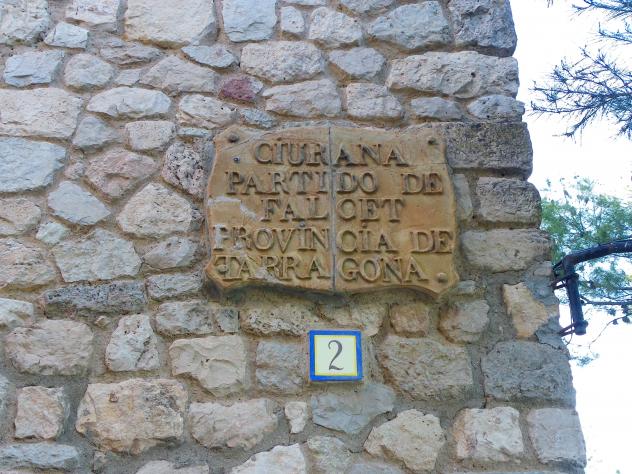 CIURANA
PARTIDO DE
FALCET
PROVINCIA DE
TARRAGONA.
2